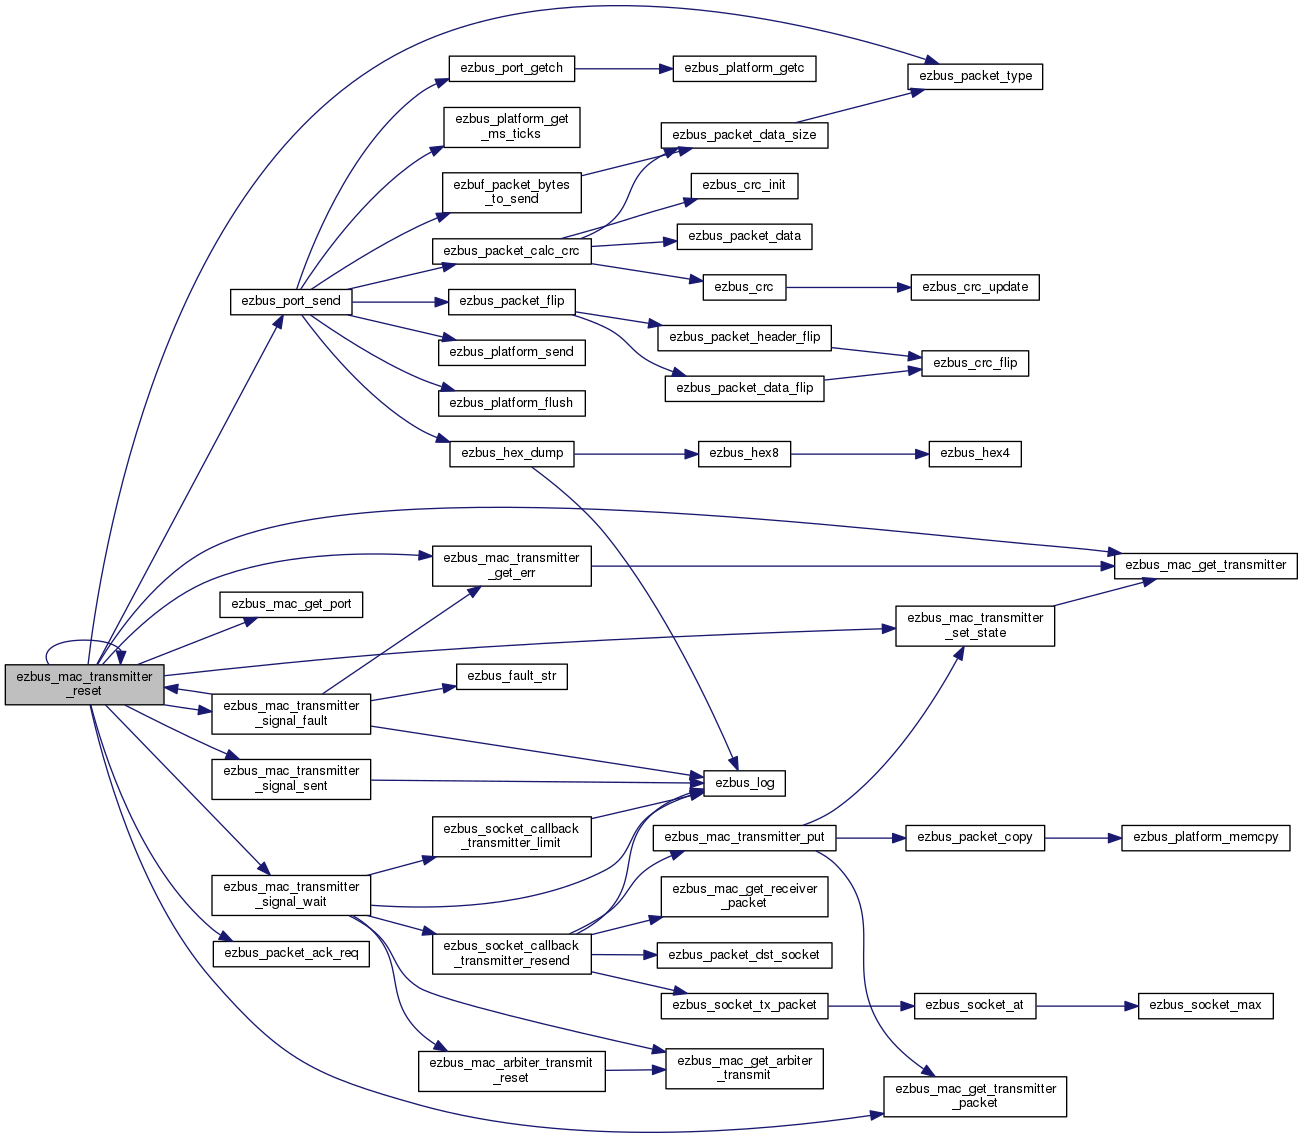 ezbus_port_getch
ezbus_platform_getc
ezbus_packet_type
ezbus_platform_get
_ms_ticks
ezbus_packet_data_size
ezbuf_packet_bytes
_to_send
ezbus_crc_init
ezbus_packet_data
ezbus_packet_calc_crc
ezbus_crc
ezbus_crc_update
ezbus_port_send
ezbus_packet_flip
ezbus_packet_header_flip
ezbus_platform_send
ezbus_crc_flip
ezbus_packet_data_flip
ezbus_platform_flush
ezbus_hex_dump
ezbus_hex8
ezbus_hex4
ezbus_mac_transmitter
_get_err
ezbus_mac_get_transmitter
ezbus_mac_get_port
ezbus_mac_transmitter
_set_state
ezbus_mac_transmitter
_reset
ezbus_fault_str
ezbus_mac_transmitter
_signal_fault
ezbus_mac_transmitter
_signal_sent
ezbus_log
ezbus_socket_callback
_transmitter_limit
ezbus_mac_transmitter_put
ezbus_packet_copy
ezbus_platform_memcpy
ezbus_mac_transmitter
_signal_wait
ezbus_mac_get_receiver
_packet
ezbus_packet_ack_req
ezbus_socket_callback
_transmitter_resend
ezbus_packet_dst_socket
ezbus_socket_tx_packet
ezbus_socket_at
ezbus_socket_max
ezbus_mac_arbiter_transmit
_reset
ezbus_mac_get_arbiter
_transmit
ezbus_mac_get_transmitter
_packet